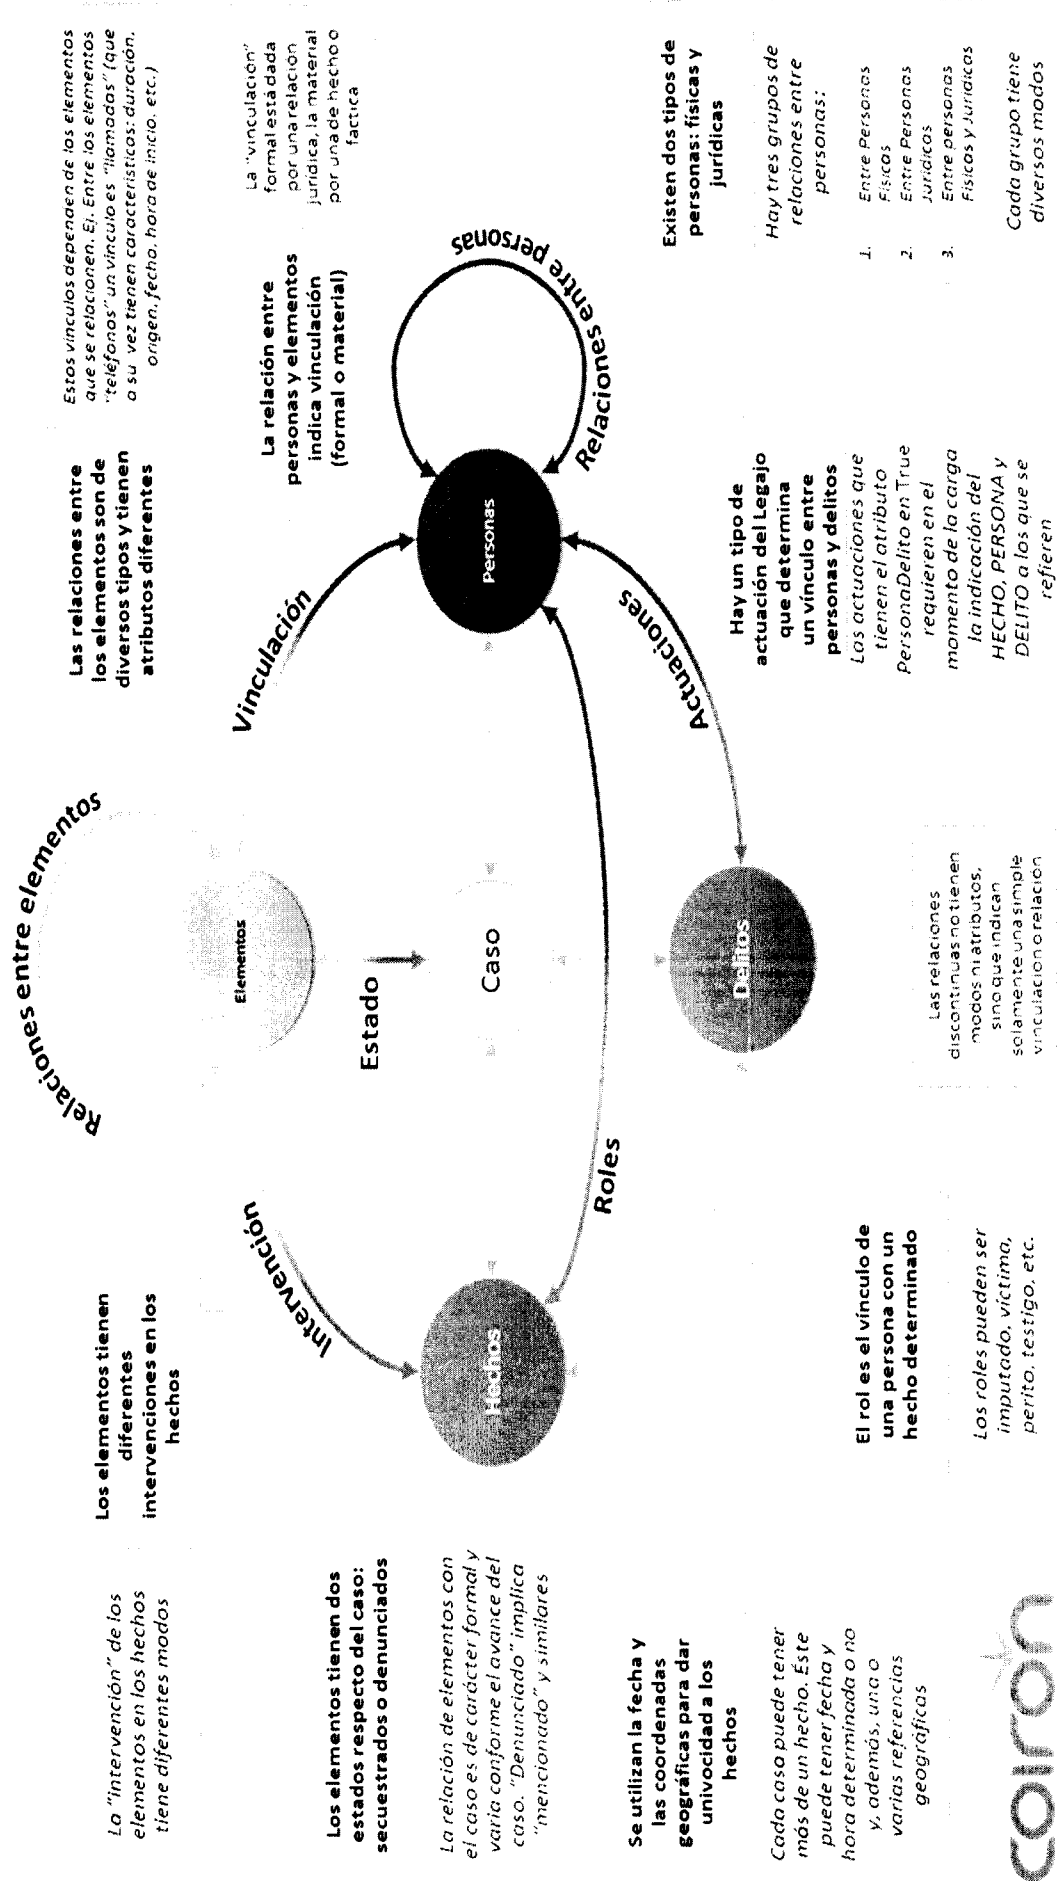 La "intervención" de los
elementos en los hechos
tiene diferentes modos
Los elementos tienen
diferentes
intervenciones en los
hechos
Relaciones entre elementos
Las relaciones entre
los elementos son de
diversos tipos y tienen
atributos diferentes
Estos vinculos dependen de los elementos
que se relacionen. Ej. Entre los elementos
"teléfonos" un vinculo es "llamadas" (que
a su vez tienen características: duración,
origen, fecha, hora de inicio, etc.)
Elementos
Intervención
Vinculación
La relación entre
personas y elementos
indica vinculación
(formal o material)
La "vinculación"
formal está dada
por una relación
jurídica, la material
por una de hecho o
factica
Los elementos tienen dos
estados respecto del caso:
secuestrados o denunciados
La relación de elementos con
el caso es de carácter formal y
varia conforme el avance del
caso. "Denunciado" implica
"mencionado" y similares
Estado
Hechos
Caso
Personas
Relaciones entre personas
Roles
Actuaciones
Delitos
Se utilizan la fecha y
las coordenadas
geográficas para dar
univocidad a los
hechos
Cada caso puede tener
más de un hecho. Éste
puede tener fecha y
hora determinada o no
y, además, una o
varias referencias
geográficas
El rol es el vínculo de
una persona con un
hecho determinado
Los roles pueden ser
imputado, víctima,
perito, testigo, etc.
Las relaciones
discontinuas no tienen
modos ni atributos,
sino que indican
solamente una simple
vinculacion o relación
Hay un tipo de
actuación del Legajo
que determina
un vínculo entre
personas y delitos
Las actuaciones que
tienen el atributo
PersonaDelito en True
requieren en el
momento de la carga
la indicación del
HECHO, PERSONA y
DELITO a los que se
refieren
Existen dos tipos de
personas: físicas y
jurídicas
Hay tres grupos de
relaciones entre
personas:
1. Entre Personas
Físicas
2. Entre Personas
Jurídicas
3. Entre personas
Físicas y Jurídicas
Cada grupo tiene
diversos modos
coirón